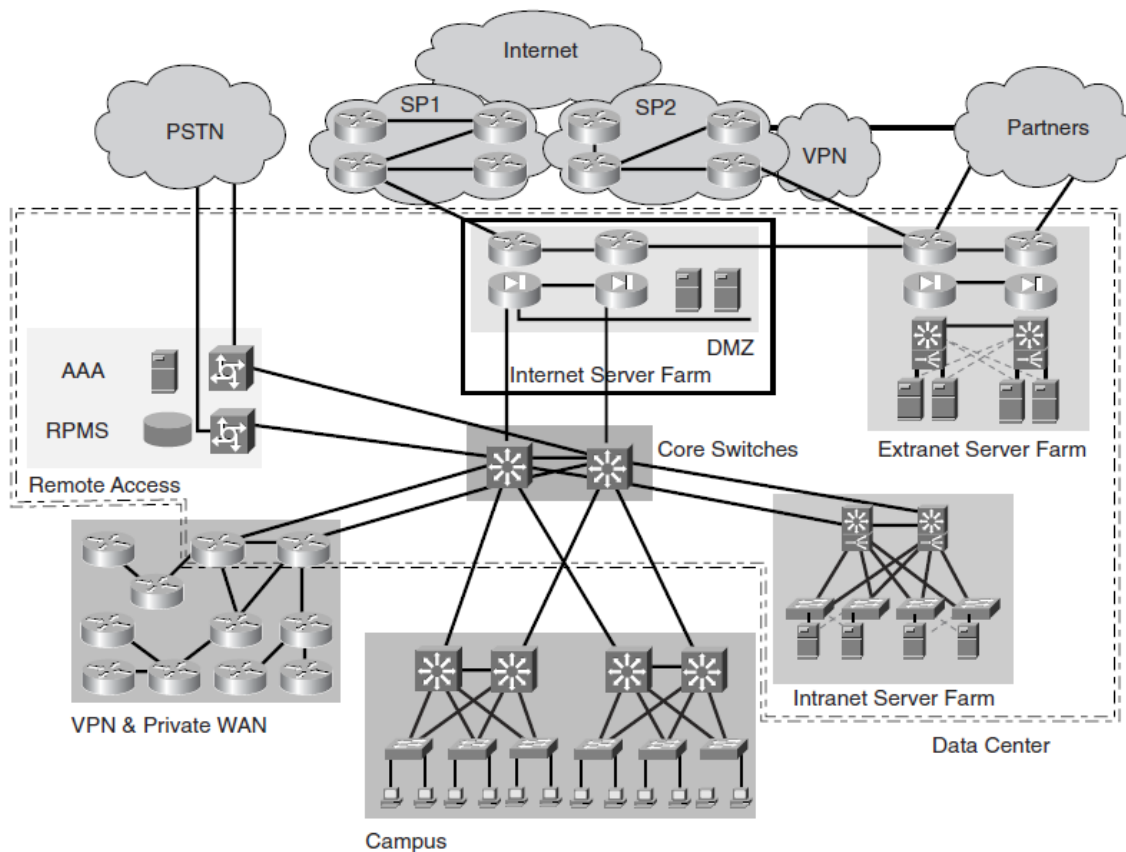 Internet
SP1
SP2
PSTN
VPN
Partners
AAA
RPMS
Remote Access
DMZ
Internet Server Farm
Core Switches
Extranet Server Farm
VPN & Private WAN
Intranet Server Farm
Data Center
Campus